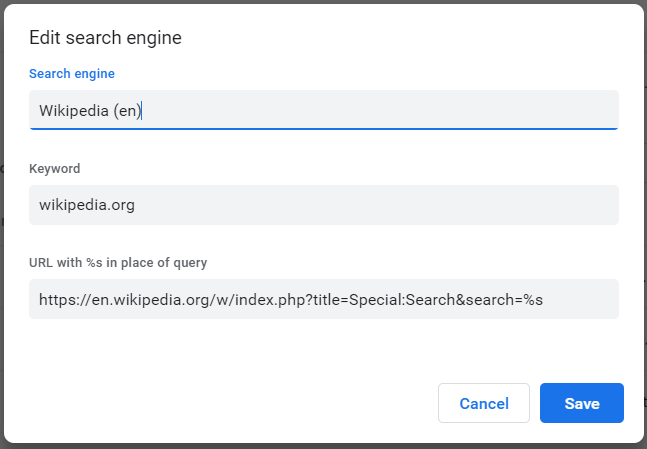 Edit search engine
Search engine
Wikipedia (en)
Keyword
wikipedia.org
URL with %s in place of query
https://en.wikipedia.org/w/index.php?title=Special:Search&search=%s
Cancel
Save